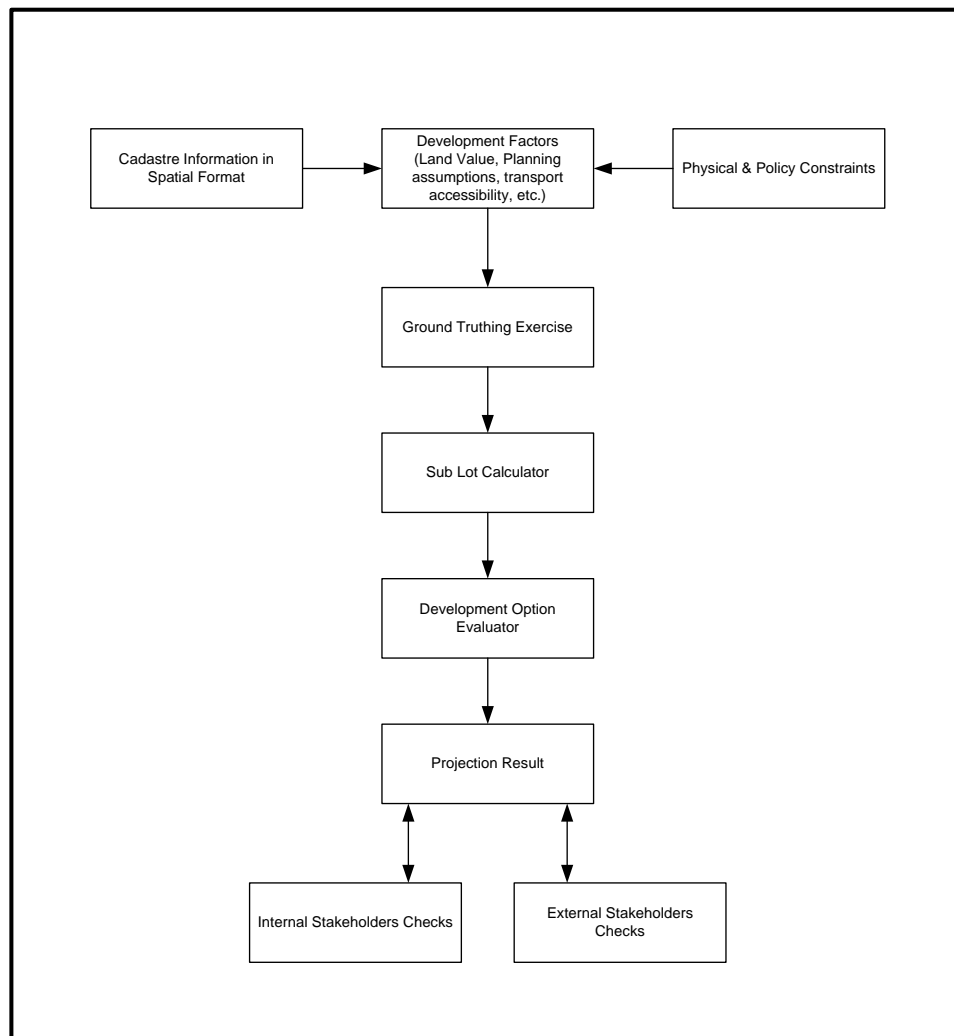 Cadastre Information in
Spatial Format
Development Factors
(Land Value, Planning
assumptions, transport
accessibility, etc.)
Physical & Policy Constraints
Ground Truthing Exercise
Sub Lot Calculator
Development Option
Evaluator
Projection Result
Internal Stakeholders Checks
External Stakeholders
Checks